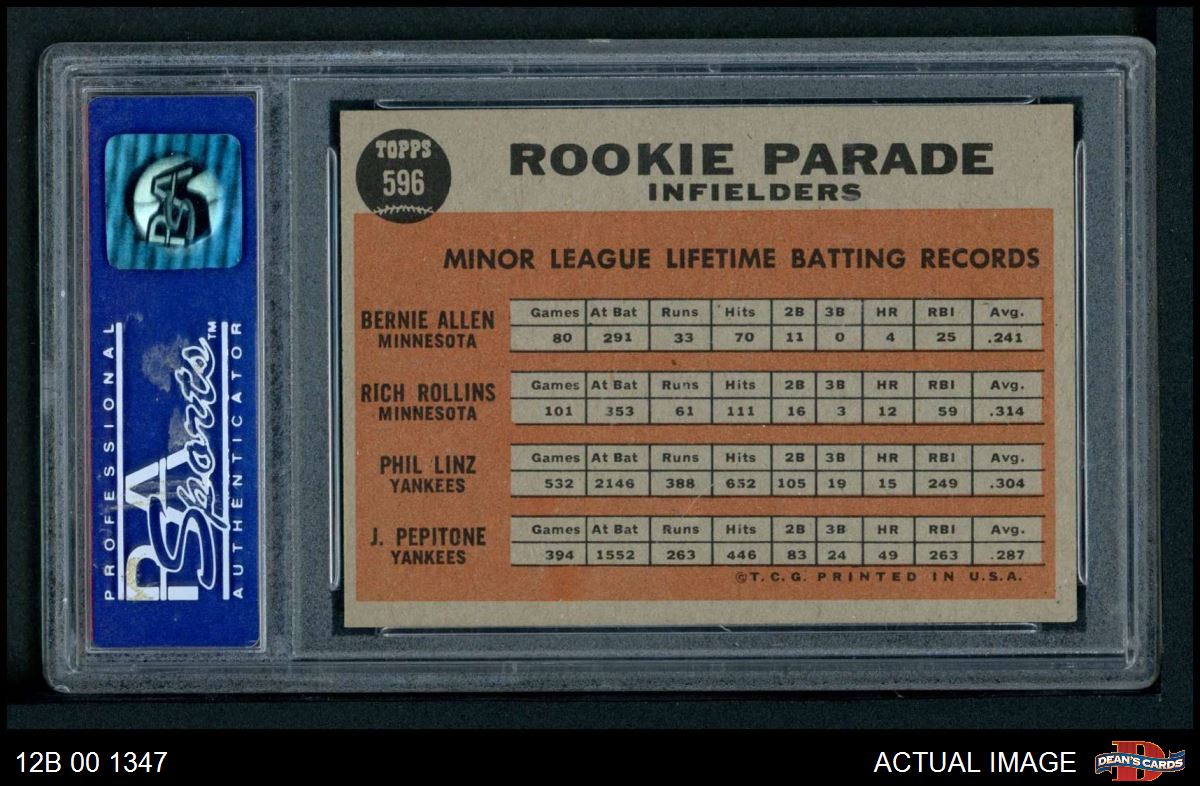 TOPPS
596
ROOKIE PARADE
INFIELDERS
MINOR LEAGUE LIFETIME BATTING RECORDS
BERNIE ALLEN
MINNESOTA
Games At Bat Runs Hits 2B 3B HR RBI Avg.
80 291 33 70 11 0 4 25 .241
RICH ROLLINS
MINNESOTA
Games At Bat Runs Hits 2B 3B HR RBI Avg.
101 353 61 111 16 3 12 59 .314
PHIL LINZ
YANKEES
Games At Bat Runs Hits 2B 3B HR RBI Avg.
532 2146 388 652 105 19 15 249 .304
J. PEPITONE
YANKEES
Games At Bat Runs Hits 2B 3B HR RBI Avg.
394 1552 263 446 83 24 49 263 .287
©T.C.G. PRINTED IN U.S.A.
PSA
PROFESSIONAL
PSA Sports™
AUTHENTICATOR
12B 00 1347
ACTUAL IMAGE
DEAN'S CARDS